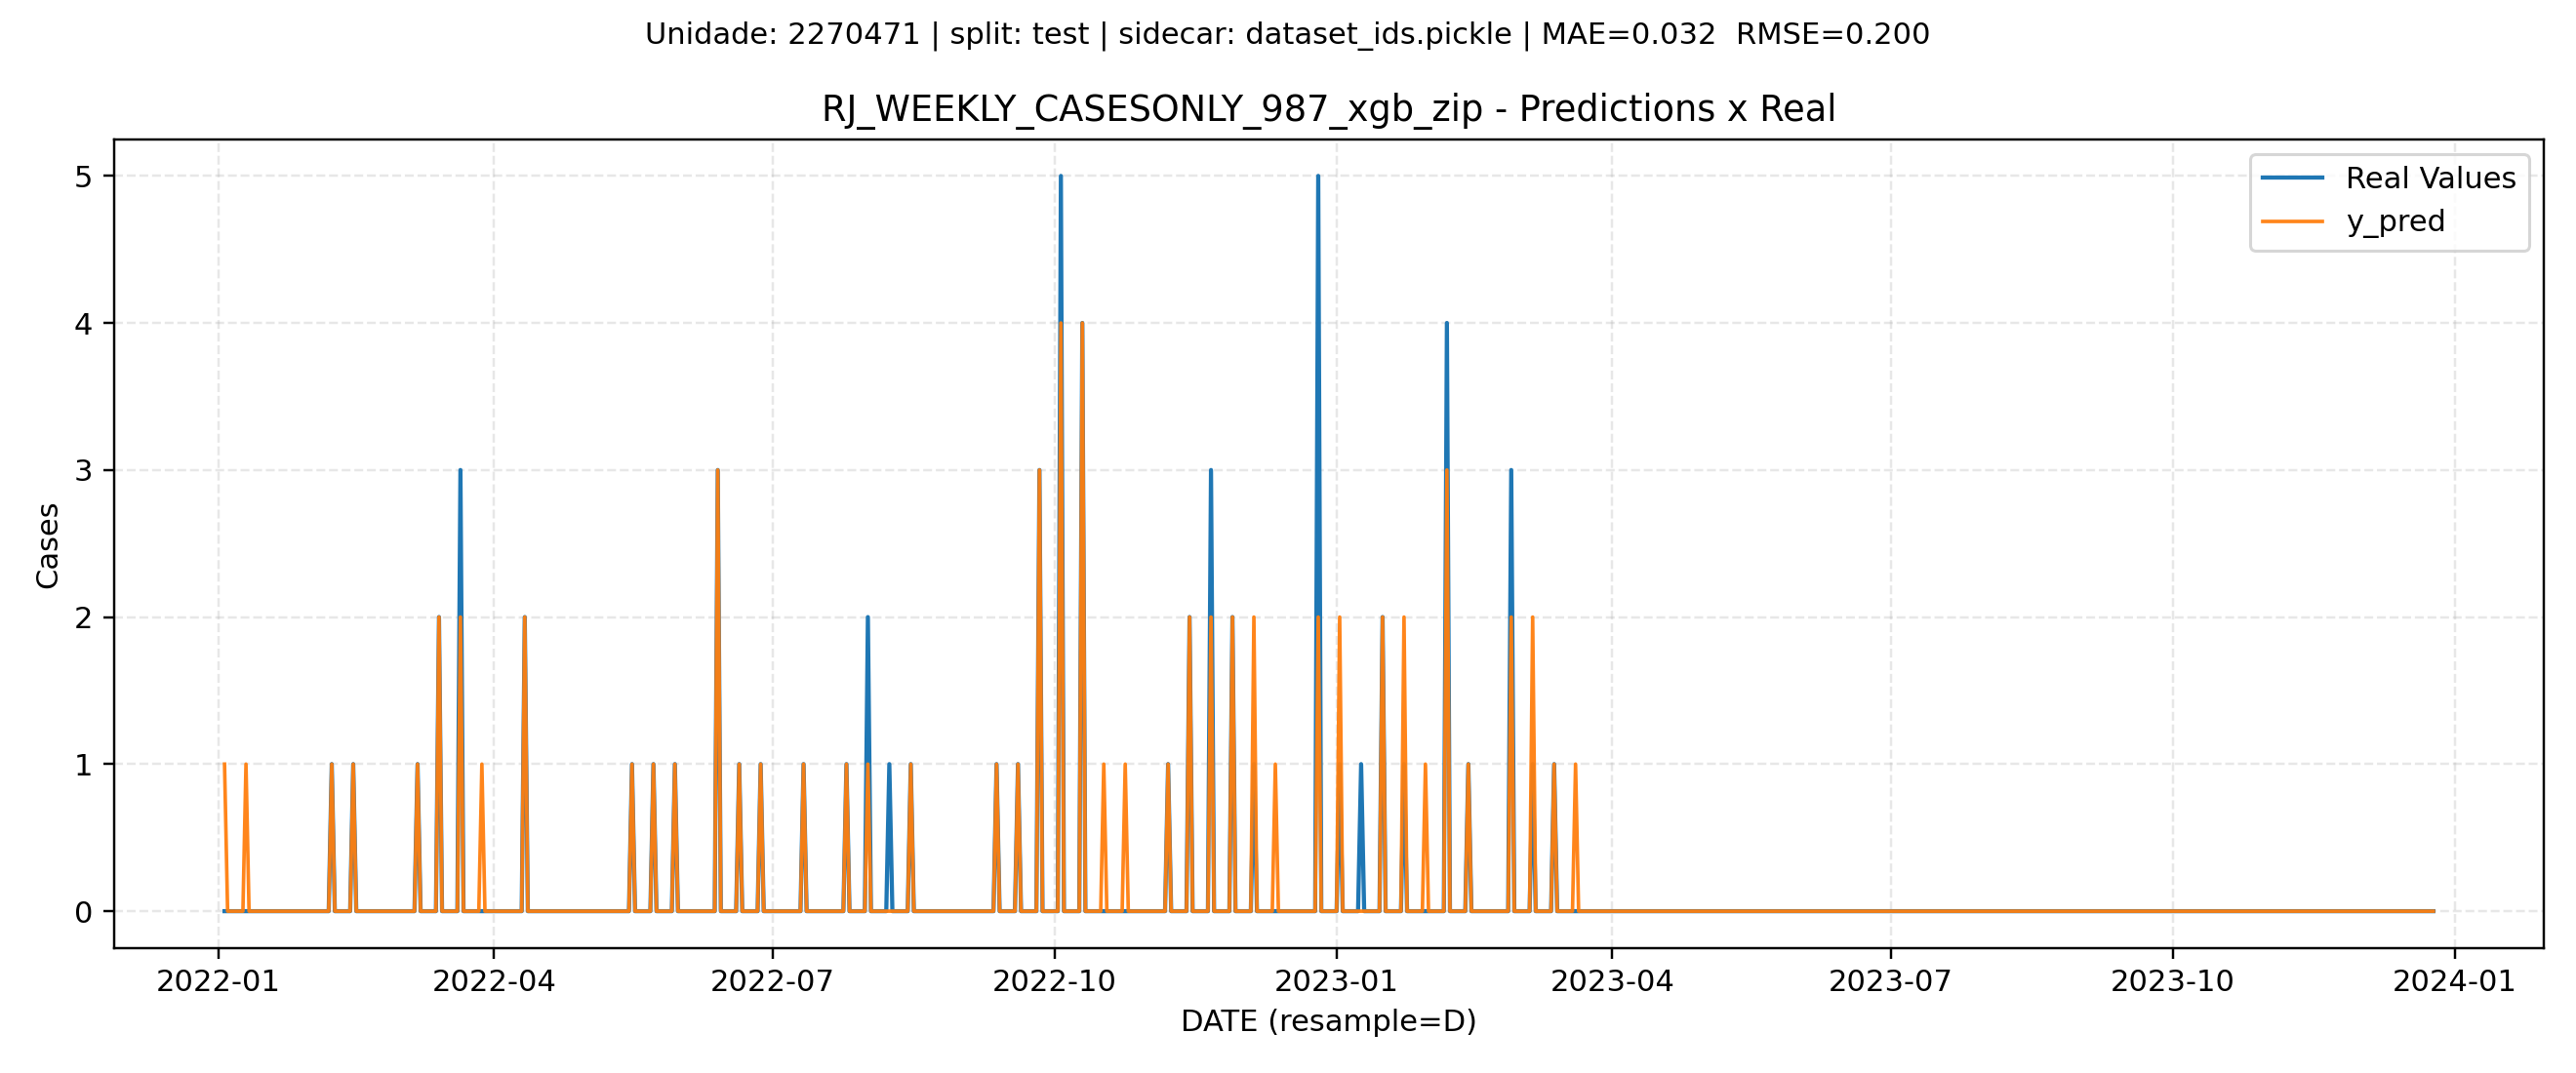 Unidade: 2270471 | split: test | sidecar: dataset_ids.pickle | MAE=0.032  RMSE=0.200
RJ_WEEKLY_CASESONLY_987_xgb_zip - Predictions x Real
Real Values
y_pred
5
4
3
2
1
0
Cases
2022-01
2022-04
2022-07
2022-10
2023-01
2023-04
2023-07
2023-10
2024-01
DATE (resample=D)